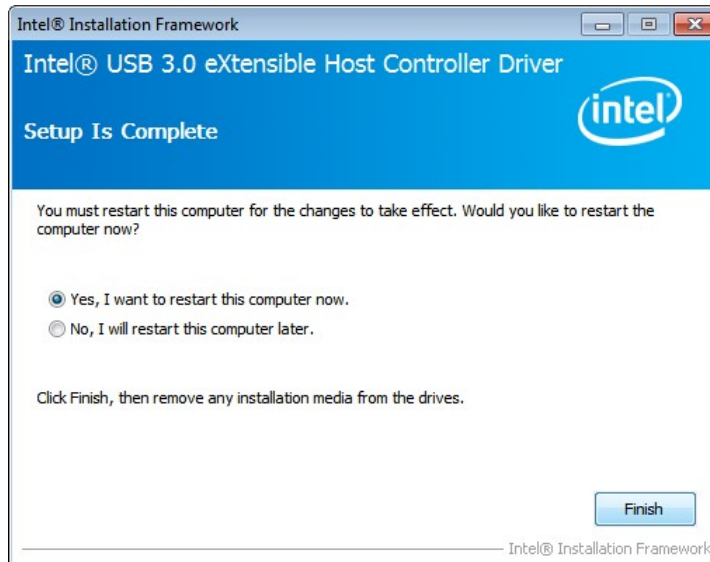 Intel® Installation Framework
Intel® USB 3.0 eXtensible Host Controller Driver
intel
Setup Is Complete
You must restart this computer for the changes to take effect. Would you like to restart the
computer now?
Yes, I want to restart this computer now.
No, I will restart this computer later.
Click Finish, then remove any installation media from the drives.
Finish
Intel® Installation Framework